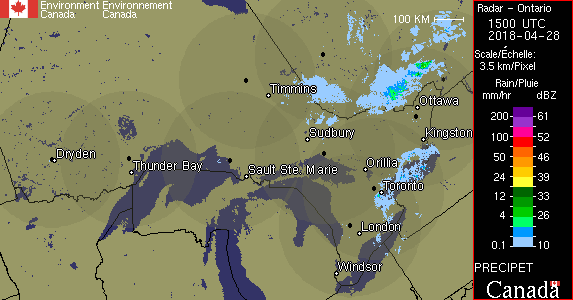 Environment Environnement
Canada Canada
100 KM
Timmins
Ottawa
Sudbury
Kingston
Dryden
Thunder Bay
Sault Ste. Marie
Orillia
Toronto
London
Windsor
Radar - Ontario
1500 UTC
2018-04-28
Scale/Échelle:
3.5 km/Pixel
Rain/Pluie
mm/hr dBZ
200 61
100 52
50 46
24 39
12 33
4 26
0.1 10
PRECIPET
Canada